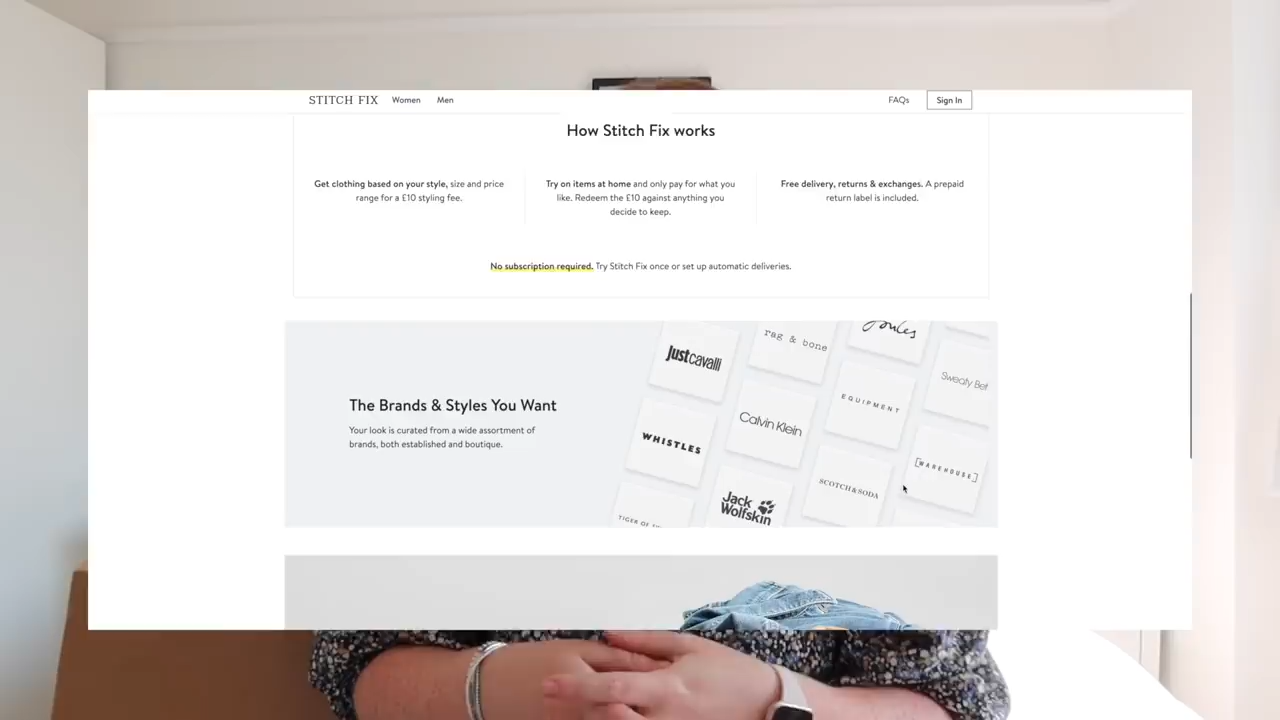 STITCH FIX Women Men FAQs Sign In
How Stitch Fix works
Get clothing based on your style, size and price
range for a £10 styling fee.
Try on items at home and only pay for what you
like. Redeem the £10 against anything you
decide to keep.
Free delivery, returns & exchanges. A prepaid
return label is included.
No subscription required. Try Stitch Fix once or set up automatic deliveries.
The Brands & Styles You Want
Your look is curated from a wide assortment of
brands, both established and boutique.
just cavalli
rag & bone
Joules
Sweaty Bet
WHISTLES
Calvin Klein
EQUIPMENT
[WAREHOUSE]
TIGER OF
Jack
Wolfskin
SCOTCH & SODA